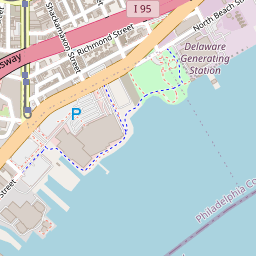 I 95
Shackamaxon Street
Richmond Street
North Beach Street
Delaware
Generating
Station
P
Street
Philadelphia Co